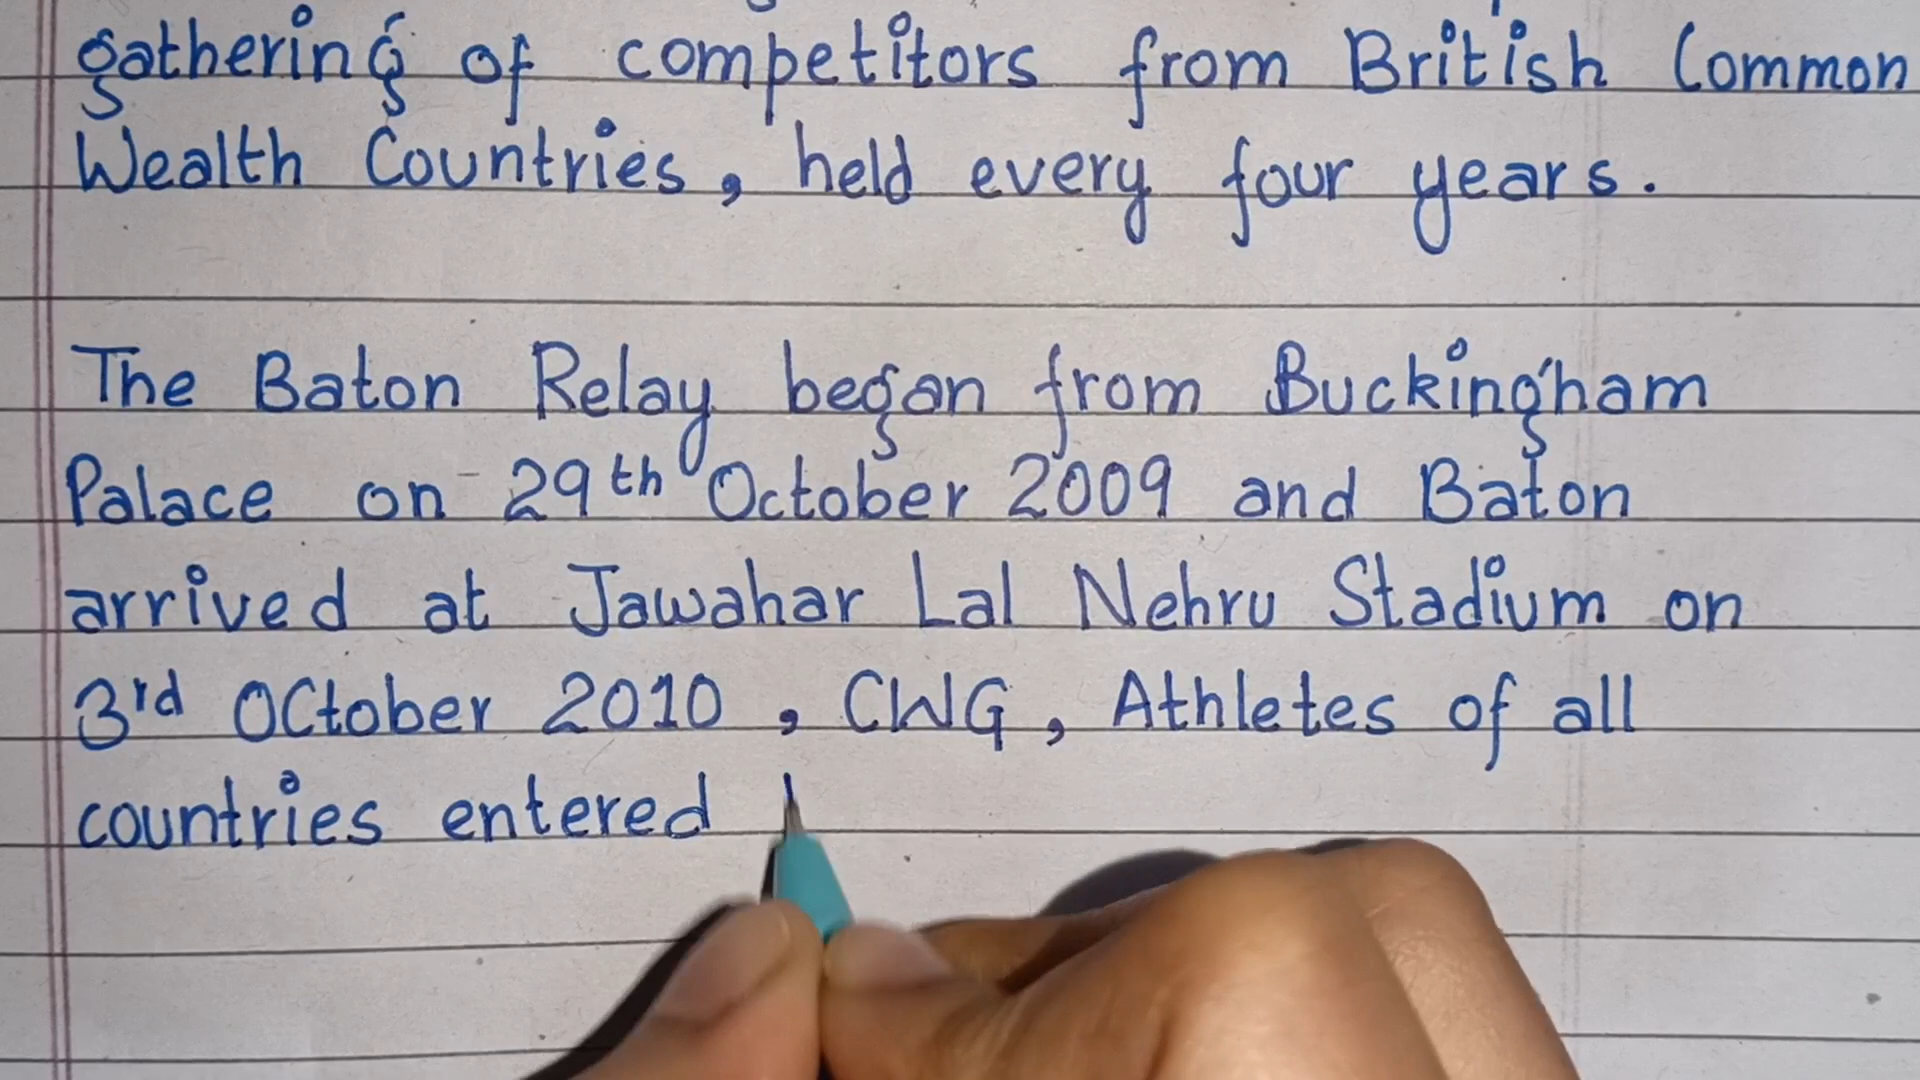 gathering of competitors from British Common
Wealth Countries, held every four years.
The Baton Relay began from Buckingham
Palace on 29th October 2009 and Baton
arrived at Jawahar Lal Nehru Stadium on
3rd October 2010, CWG, Athletes of all
countries entered